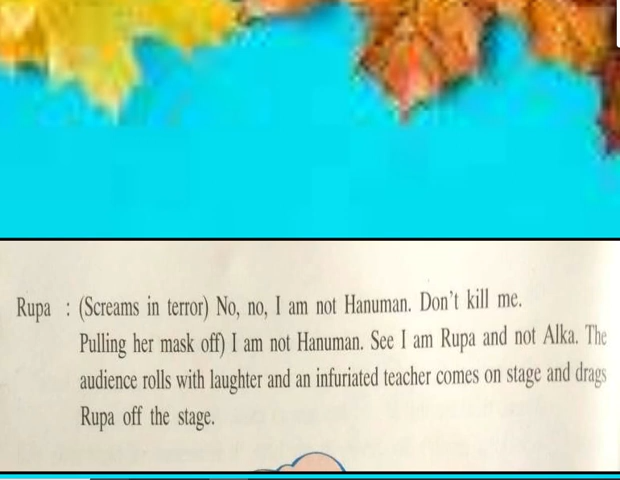 Rupa : (Screams in terror) No, no, I am not Hanuman. Don't kill me.
Pulling her mask off) I am not Hanuman. See I am Rupa and not Alka. The
audience rolls with laughter and an infuriated teacher comes on stage and drags
Rupa off the stage.